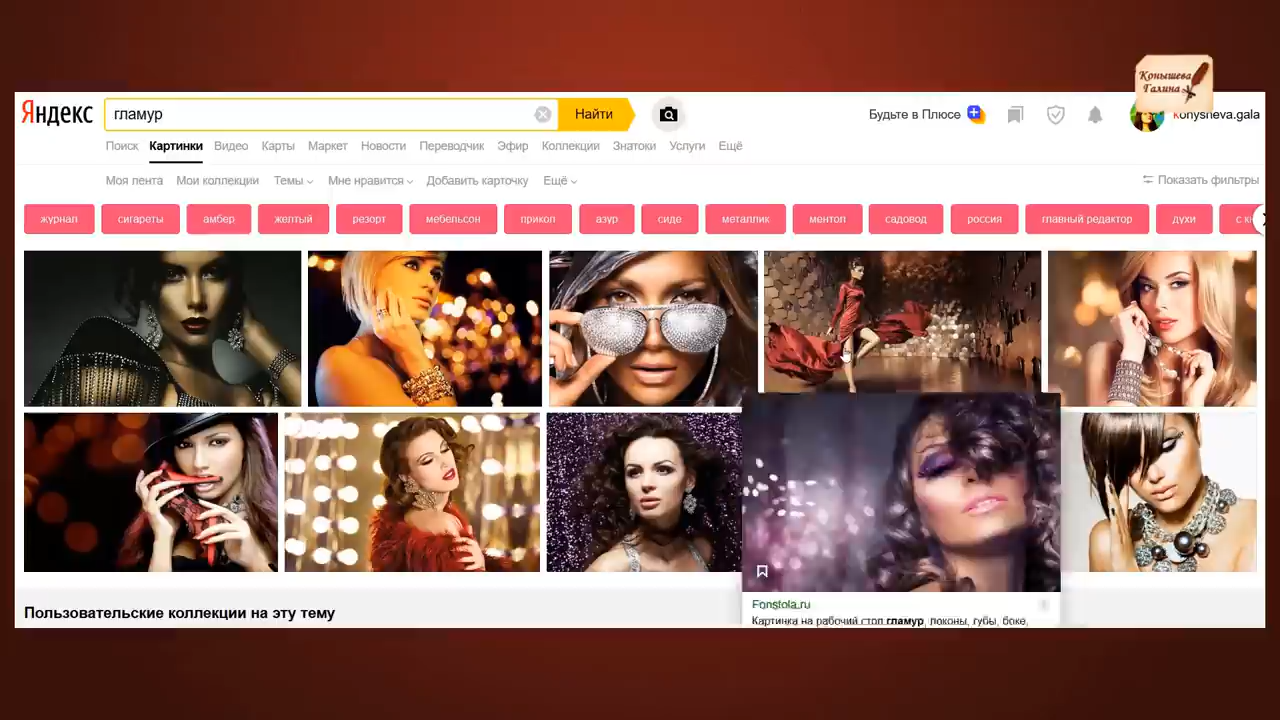 Конышева
Галина
Яндекс
гламур
Найти
Будьте в Плюсе
konysheva.gala
Поиск Картинки Видео Карты Маркет Новости Переводчик Эфир Коллекции Знатоки Услуги Ещё
Моя лента Мои коллекции Темы Мне нравится Добавить карточку Ещё Показать фильтры
журнал сигареты амбер желтый резорт мебельсон прикол азур сиде металлик ментол садовод россия главный редактор духи
Fonstola.ru
Картинка на рабочий стол гламур, локоны, губы, боке,
Пользовательские коллекции на эту тему